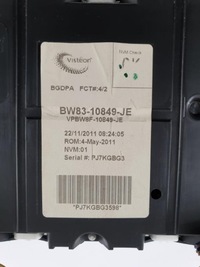 Visteon
BGDPA PCT#:4/2
BW83-10849-JE
VPBW8F-10849-JE
22/11/2011 08:24:05
ROM:4-May-2011
NVM:01
Serial #: PJ7KGBG3
*PJ7KGBG3598*